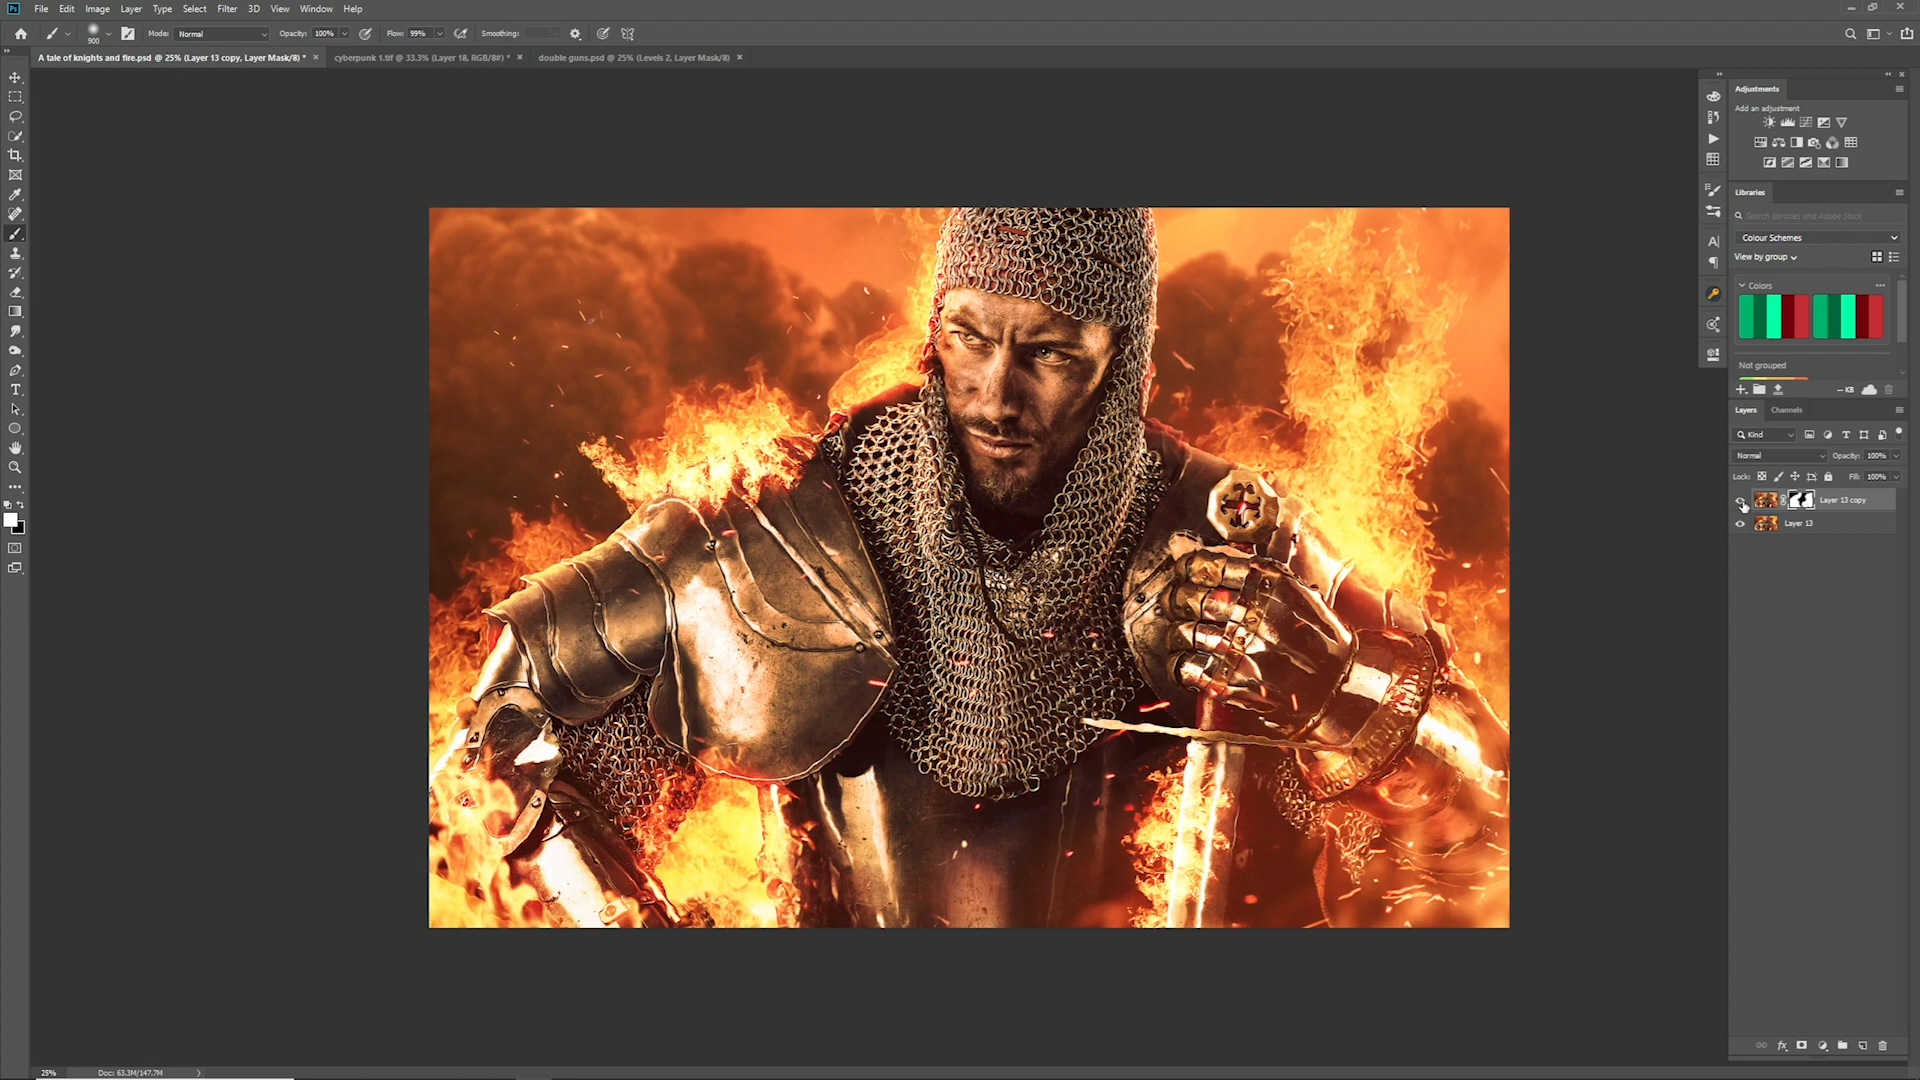 Ps File Edit Image Layer Type Select Filter 3D View Window Help
900 Mode: Normal Opacity: 100% Flow: 99% Smoothing:
A tale of knights and fire.psd @ 25% (Layer 13 copy, Layer Mask/8) * × cyberpunk 1.tif @ 33.3% (Layer 18, RGB/8#) * × double guns.psd @ 25% (Levels 2, Layer Mask/8) ×
Adjustments
Add an adjustment
Libraries
Search libraries and Adobe Stock
Colour Schemes
View by group
Colors
Not grouped
-- KB
Layers Channels
Kind
Normal Opacity: 100%
Lock: Fill: 100%
Layer 13 copy
Layer 13
fx
25% Doc: 63.3M/147.7M